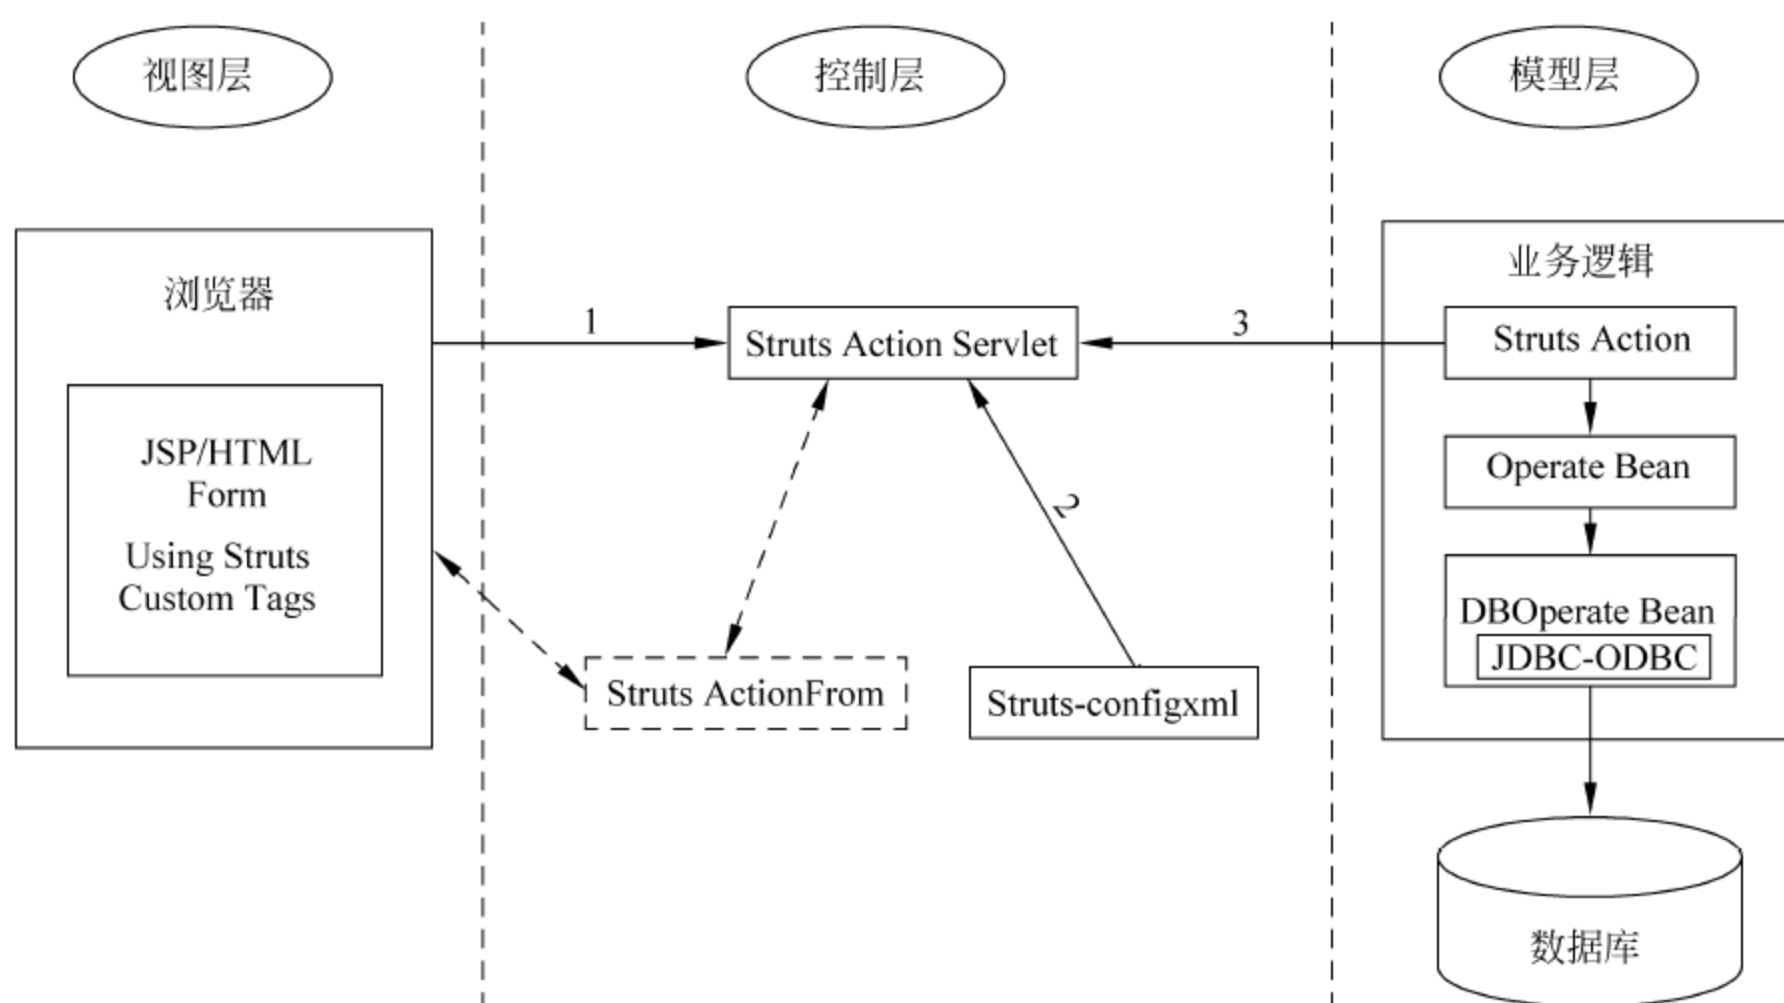 视图层
控制层
模型层
浏览器
JSP/HTML
Form
Using Struts
Custom Tags
1
Struts Action Servlet
2
3
Struts ActionFrom
Struts-configxml
业务逻辑
Struts Action
Operate Bean
DBOperate Bean
JDBC-ODBC
数据库